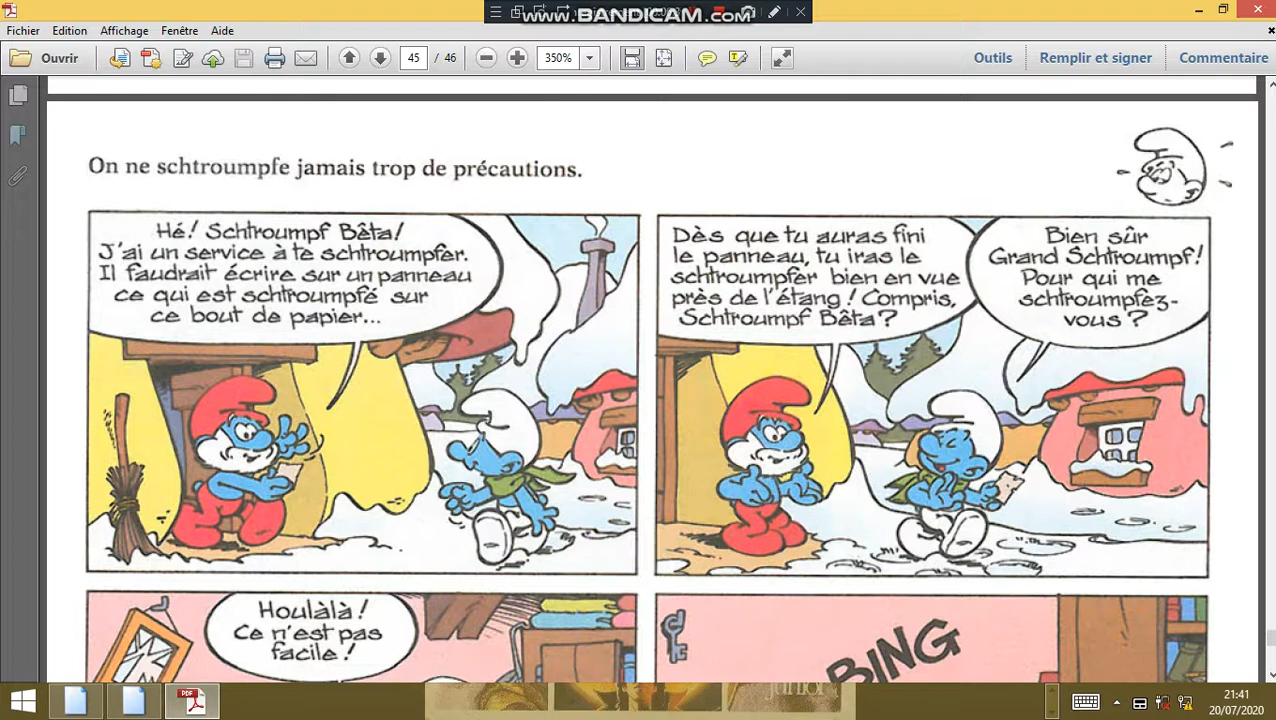 www.BANDICAM.com
Fichier Edition Affichage Fenêtre Aide
Ouvrir 45 / 46 350% Outils Remplir et signer Commentaire
On ne schtroumpfe jamais trop de précautions.
Hé! Schtroumpf Bêta!
J'ai un service à te schtroumpfer.
Il faudrait écrire sur un panneau
ce qui est schtroumpfé sur
ce bout de papier...
Dès que tu auras fini
le panneau, tu iras le
schtroumpfer bien en vue
près de l'étang! Compris,
Schtroumpf Bêta?
Bien sûr
Grand Schtroumpf!
Pour qui me
schtroumpfez-
vous?
Houlàlà!
Ce n'est pas
facile!
BING
PDF
JUNIOR
21:41
20/07/2020